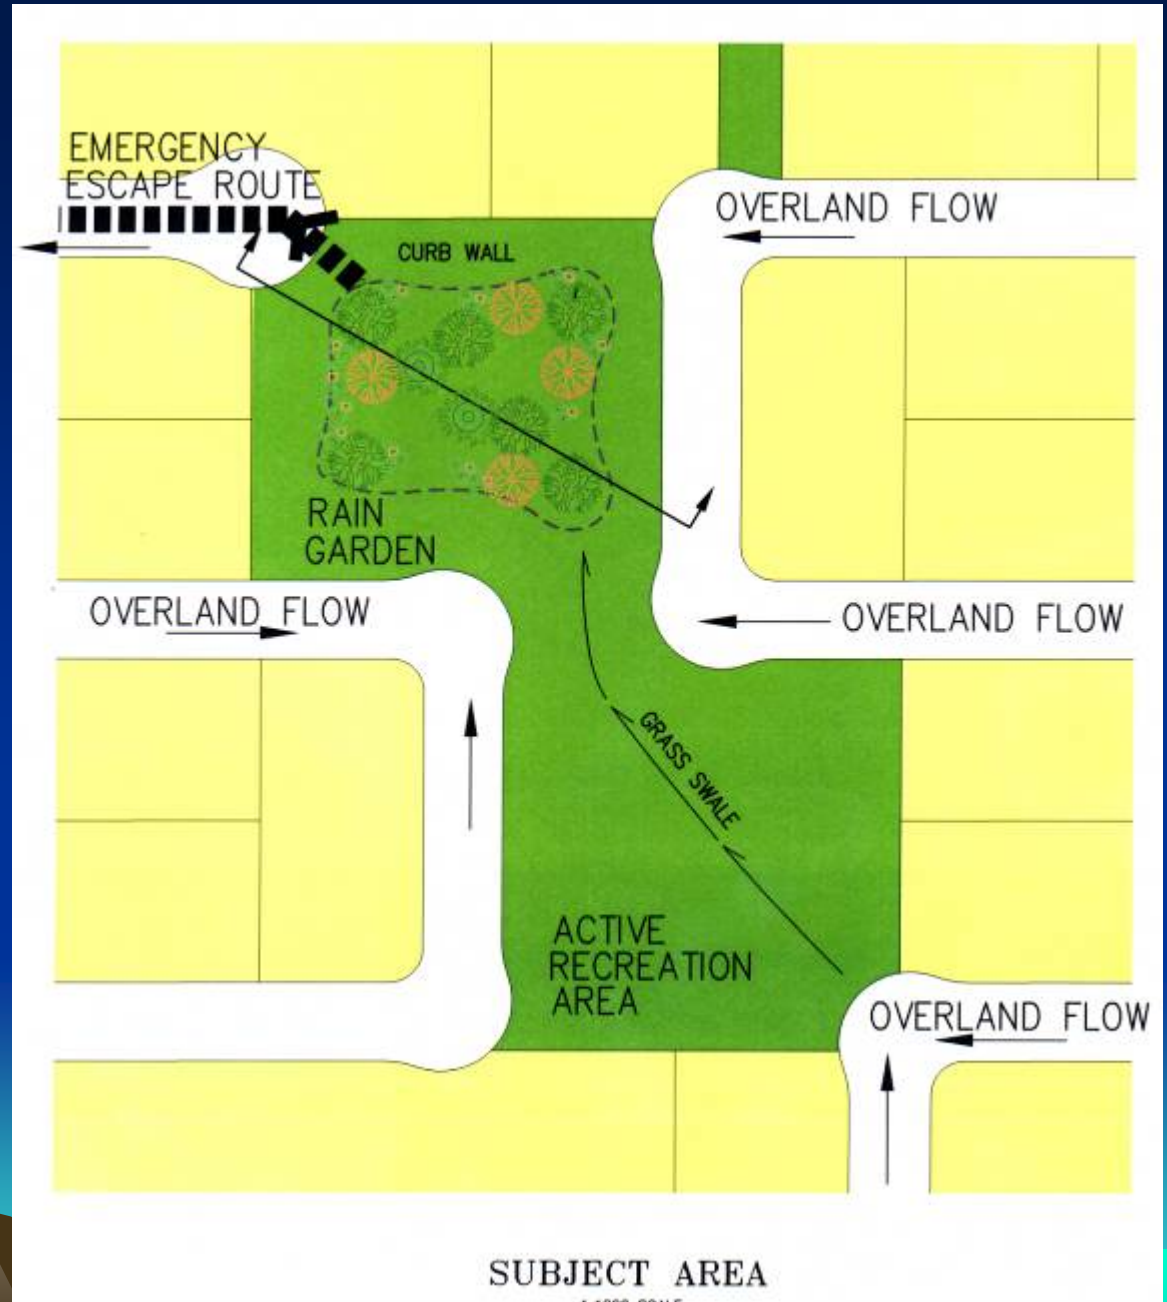 EMERGENCY
ESCAPE ROUTE
OVERLAND FLOW
CURB WALL
RAIN
GARDEN
OVERLAND FLOW
OVERLAND FLOW
GRASS SWALE
ACTIVE
RECREATION
AREA
OVERLAND FLOW
SUBJECT AREA